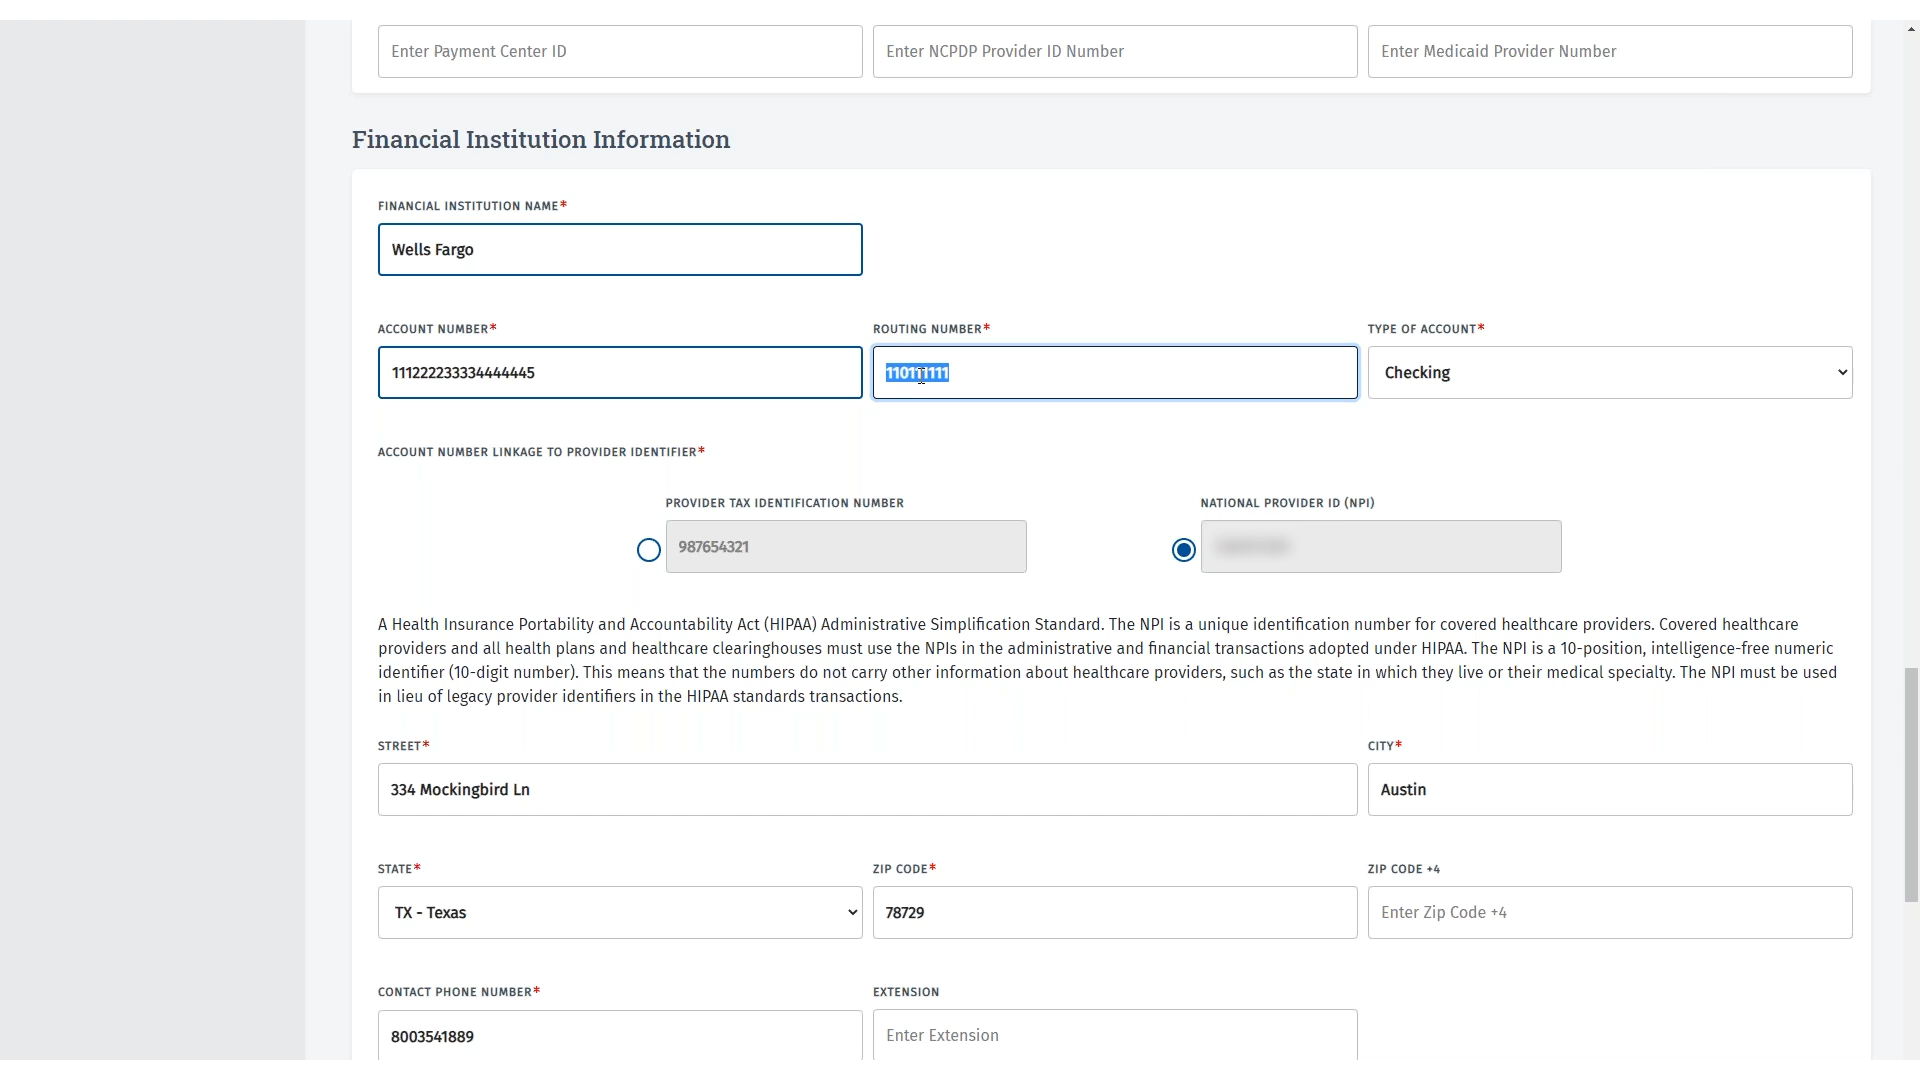 Enter Payment Center ID
Enter NCPDP Provider ID Number
Enter Medicaid Provider Number
Financial Institution Information
FINANCIAL INSTITUTION NAME*
Wells Fargo
ACCOUNT NUMBER*
ROUTING NUMBER*
TYPE OF ACCOUNT*
111222233334444445
110111111
Checking
ACCOUNT NUMBER LINKAGE TO PROVIDER IDENTIFIER*
PROVIDER TAX IDENTIFICATION NUMBER
NATIONAL PROVIDER ID (NPI)
987654321
A Health Insurance Portability and Accountability Act (HIPAA) Administrative Simplification Standard. The NPI is a unique identification number for covered healthcare providers. Covered healthcare
providers and all health plans and healthcare clearinghouses must use the NPIs in the administrative and financial transactions adopted under HIPAA. The NPI is a 10-position, intelligence-free numeric
identifier (10-digit number). This means that the numbers do not carry other information about healthcare providers, such as the state in which they live or their medical specialty. The NPI must be used
in lieu of legacy provider identifiers in the HIPAA standards transactions.
STREET*
CITY*
334 Mockingbird Ln
Austin
STATE*
ZIP CODE*
ZIP CODE +4
TX - Texas
78729
Enter Zip Code +4
CONTACT PHONE NUMBER*
EXTENSION
8003541889
Enter Extension